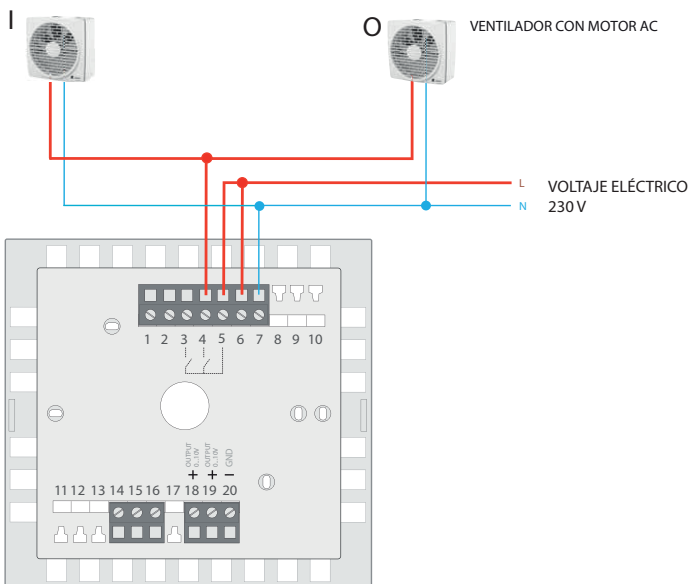 I
O
VENTILADOR CON MOTOR AC
L
VOLTAJE ELÉCTRICO
N
230 V
1 2 3 4 5 6 7 8 9 10
OUTPUT
0...10V
OUTPUT
0...10V
GND
+ + −
11 12 13 14 15 16 17 18 19 20